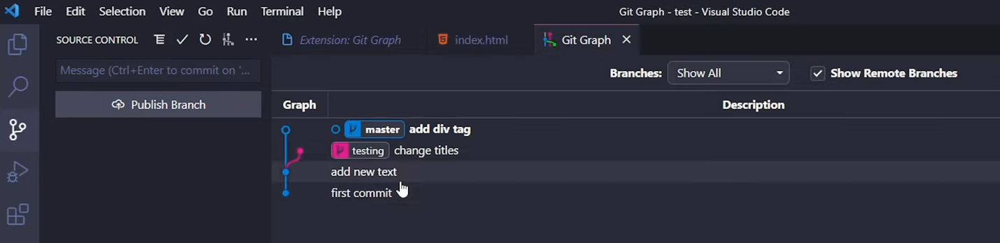 File Edit Selection View Go Run Terminal Help
Git Graph - test - Visual Studio Code
SOURCE CONTROL
Extension: Git Graph
index.html
Git Graph
Message (Ctrl+Enter to commit on '...
Branches: Show All
Show Remote Branches
Publish Branch
Graph Description
master add div tag
testing change titles
add new text
first commit